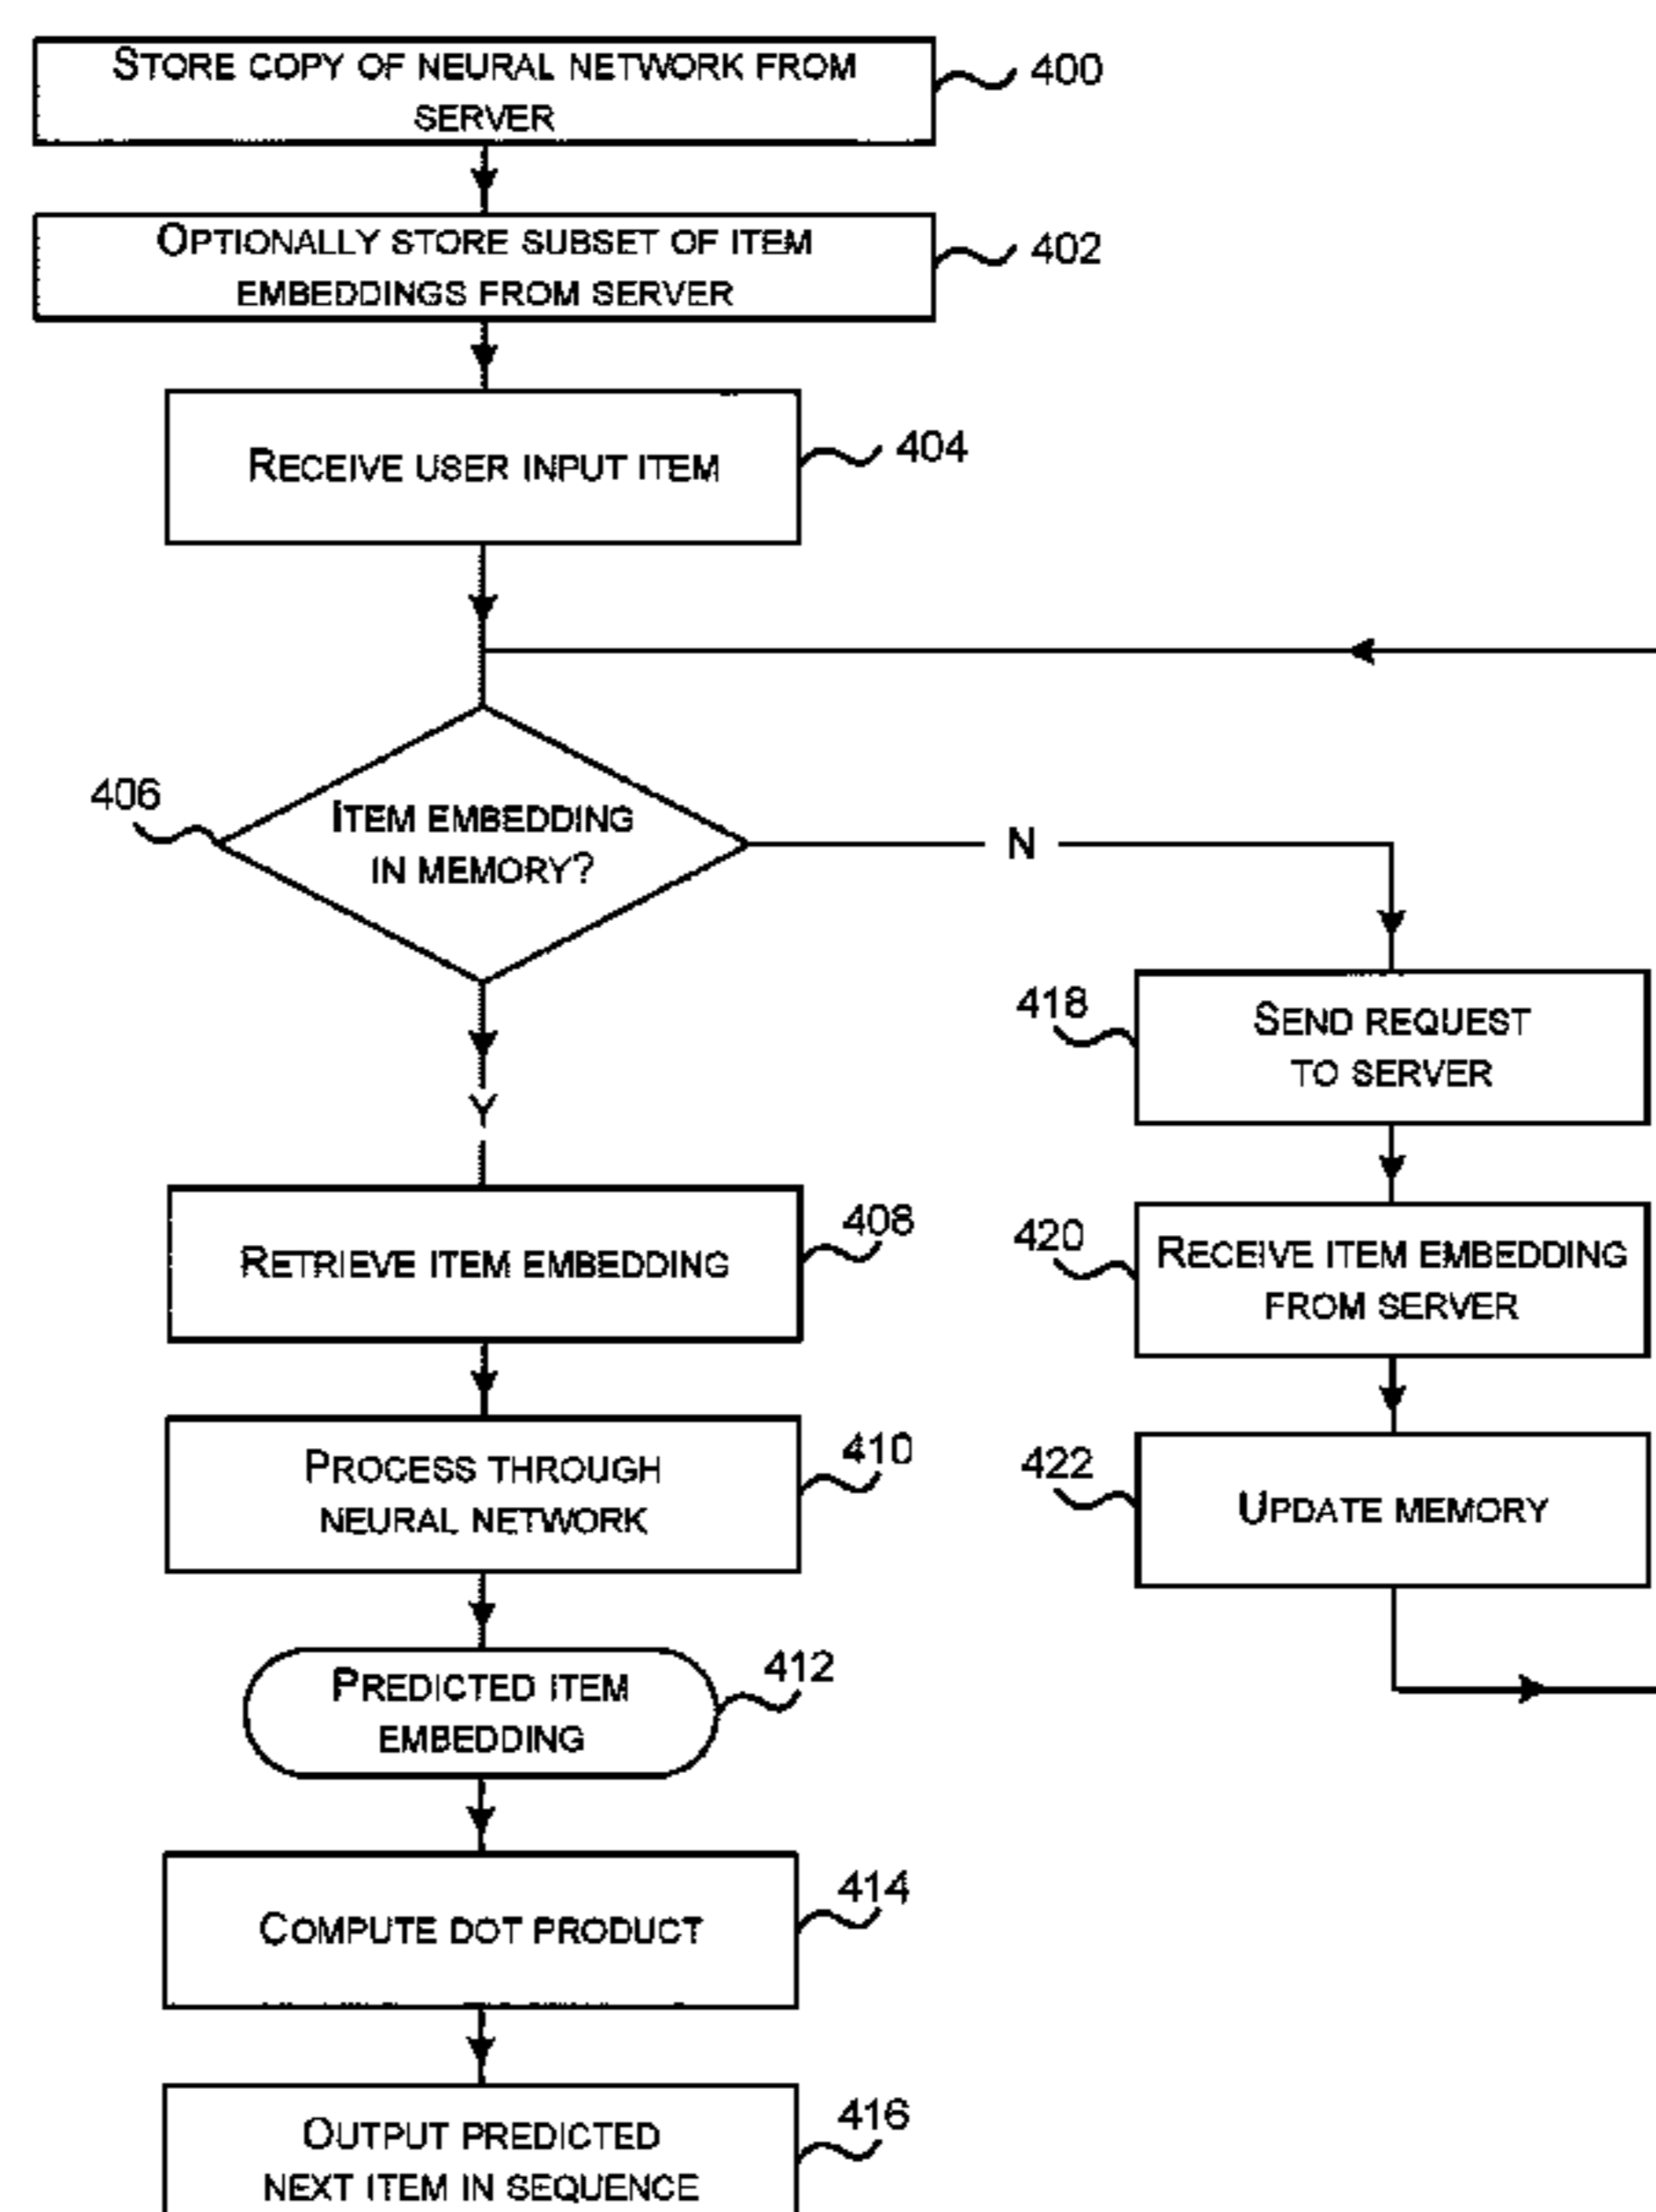 STORE COPY OF NEURAL NETWORK FROM
SERVER
400
OPTIONALLY STORE SUBSET OF ITEM
EMBEDDINGS FROM SERVER
402
RECEIVE USER INPUT ITEM
404
406
ITEM EMBEDDING
IN MEMORY?
N
Y
418
SEND REQUEST
TO SERVER
RETRIEVE ITEM EMBEDDING
408
420
RECEIVE ITEM EMBEDDING
FROM SERVER
PROCESS THROUGH
NEURAL NETWORK
410
422
UPDATE MEMORY
PREDICTED ITEM
EMBEDDING
412
COMPUTE DOT PRODUCT
414
OUTPUT PREDICTED
NEXT ITEM IN SEQUENCE
416